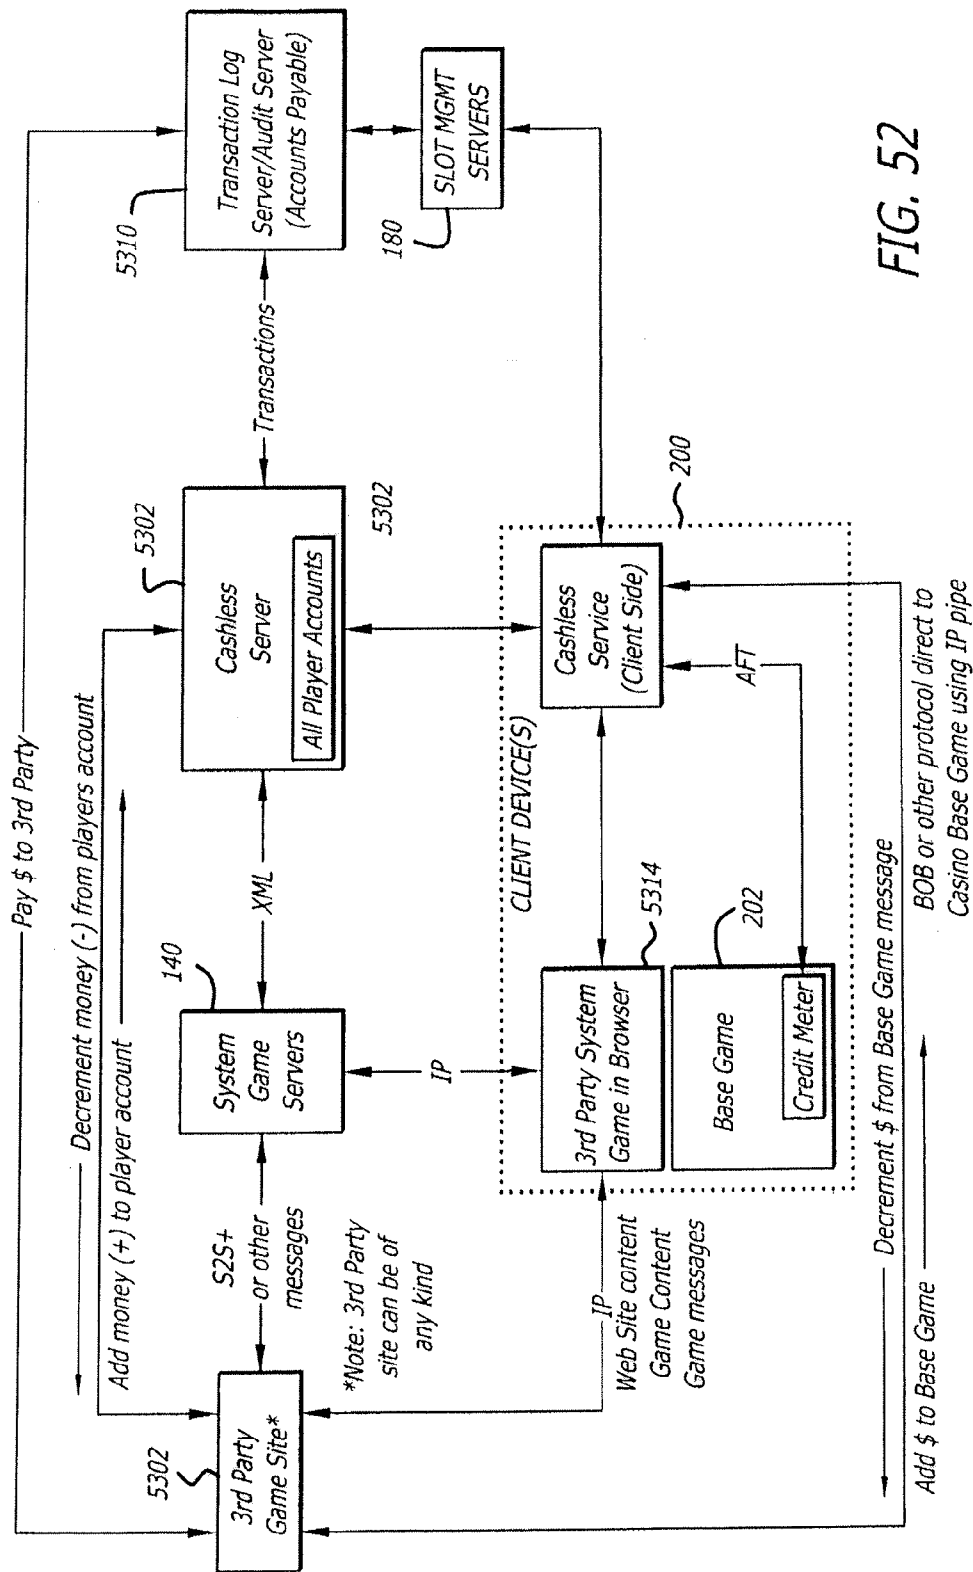 Pay $ to 3rd Party
Decrement money (-) from players account
Add money (+) to player account
5302
3rd Party
Game Site*
S2S+
or other
messages
*Note: 3rd Party
site can be of
any kind
140
System
Game
Servers
XML
5302
Cashless
Server
All Player Accounts
5302
Transactions
5310
Transaction Log
Server/Audit Server
(Accounts Payable)
180
SLOT MGMT
SERVERS
IP
IP
Web Site content
Game Content
Game messages
CLIENT DEVICE(S)
200
3rd Party System
Game in Browser
5314
Cashless
Service
(Client Side)
202
Base Game
Credit Meter
AFT
Decrement $ from Base Game message
Add $ to Base Game
BOB or other protocol direct to
Casino Base Game using IP pipe
FIG. 52